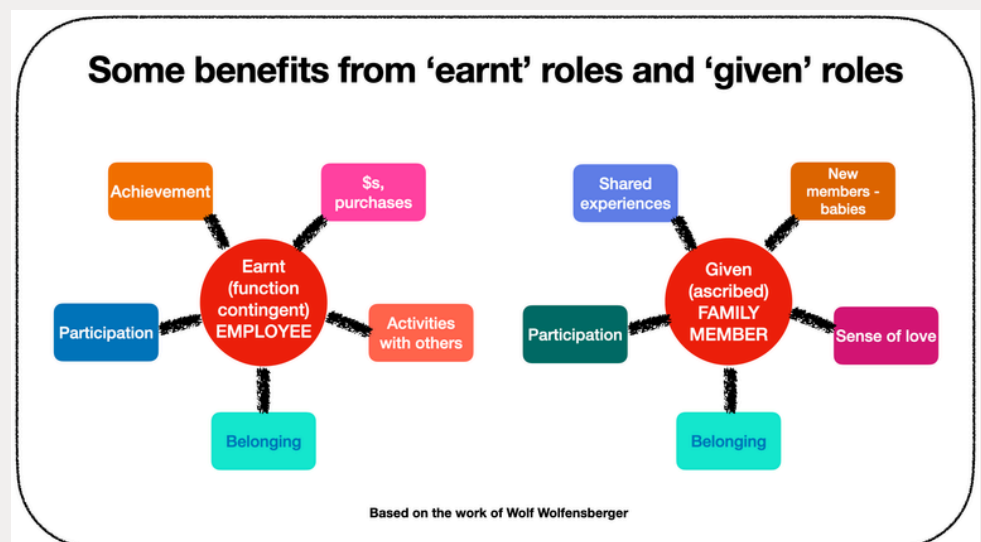 Some benefits from ‘earnt’ roles and ‘given’ roles
Achievement
$s,
purchases
Earnt
(function
contingent)
EMPLOYEE
Participation
Activities
with others
Belonging
Shared
experiences
New
members -
babies
Given
(ascribed)
FAMILY
MEMBER
Participation
Sense of love
Belonging
Based on the work of Wolf Wolfensberger